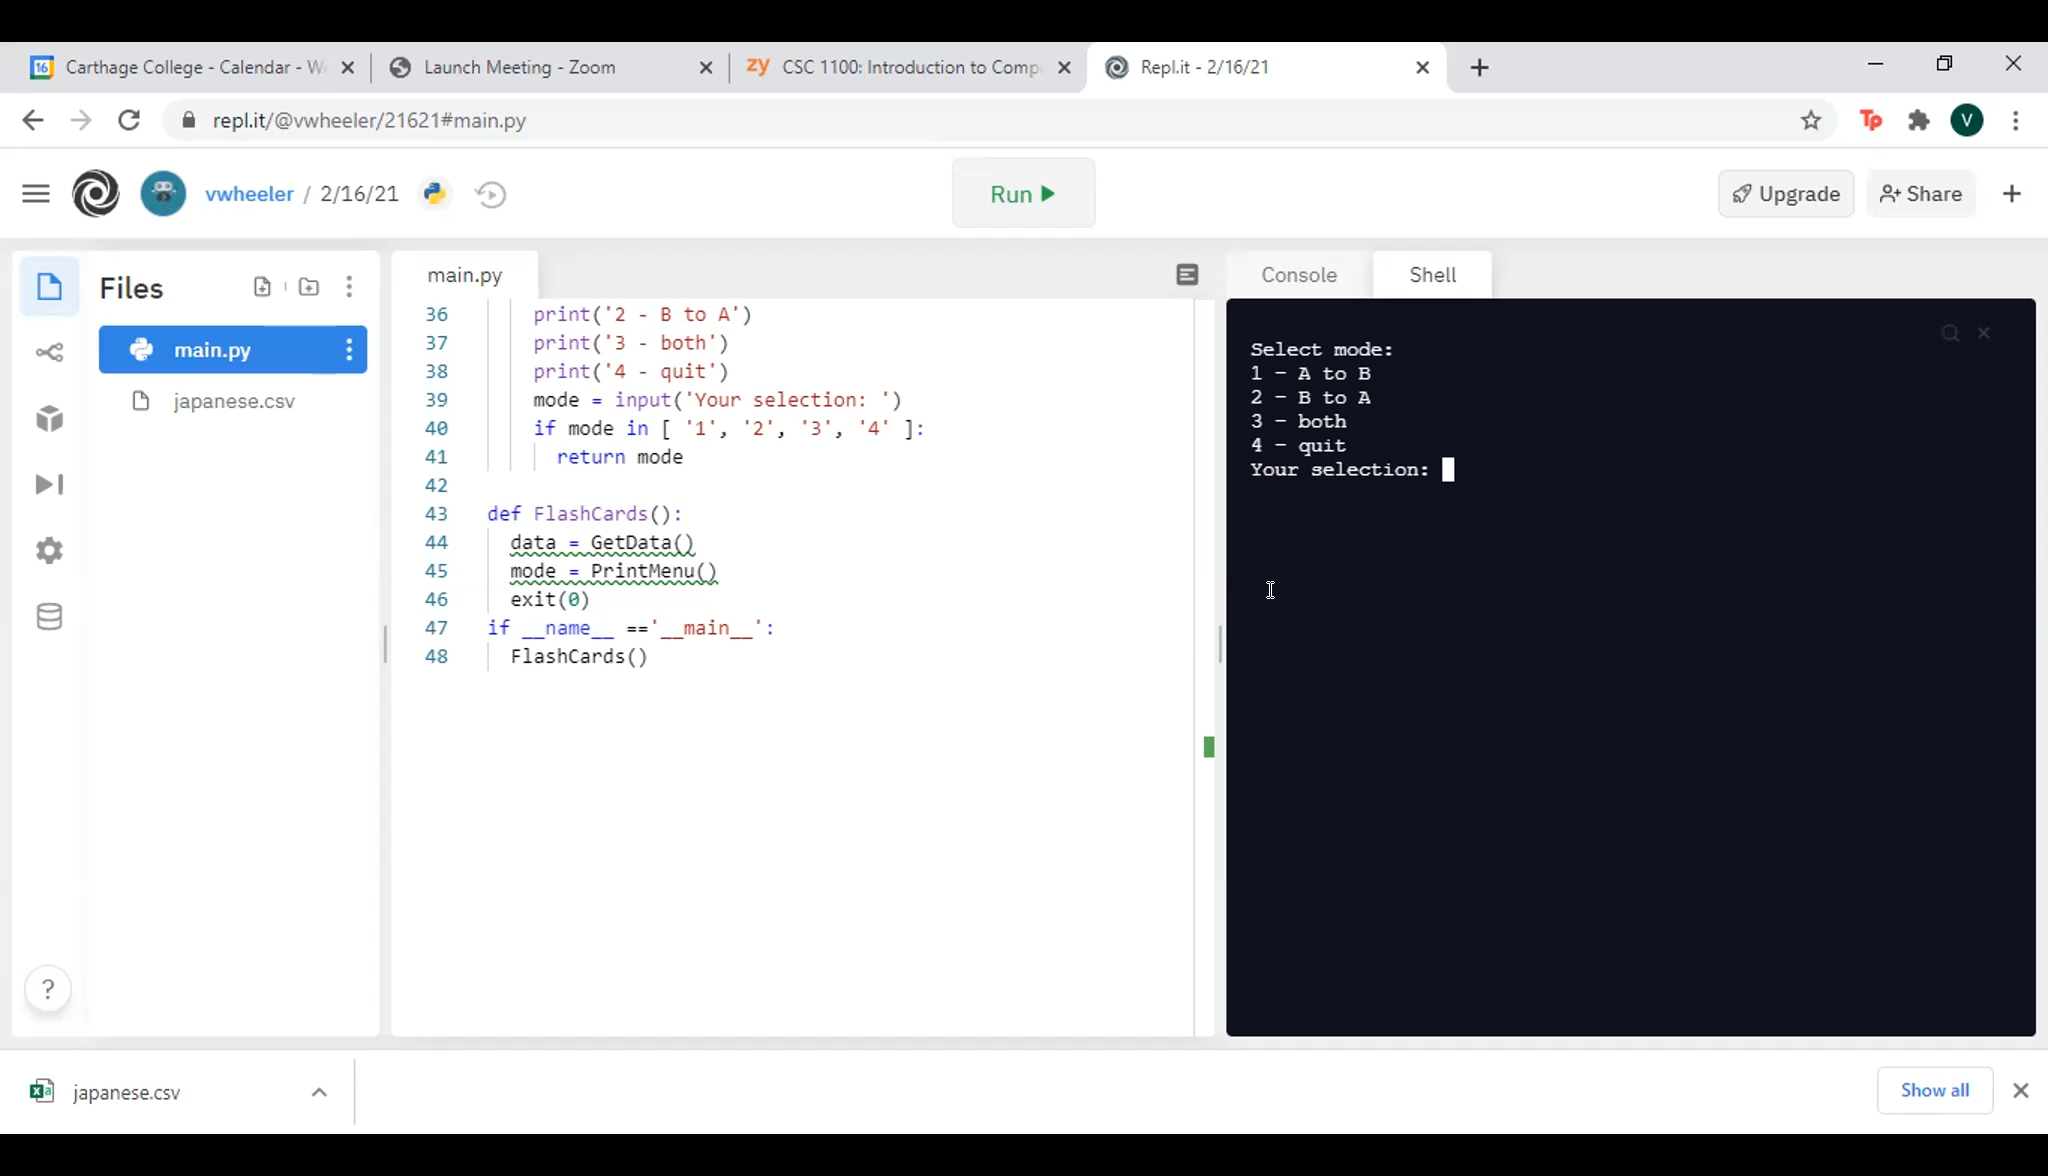 16 Carthage College - Calendar - W
Launch Meeting - Zoom
zy CSC 1100: Introduction to Comp
Repl.it - 2/16/21
repl.it/@vwheeler/21621#main.py
Tp
V
vwheeler / 2/16/21
Run
Upgrade
Share
Files
main.py
japanese.csv
?
main.py
36 print('2 - B to A')
37 print('3 - both')
38 print('4 - quit')
39 mode = input('Your selection: ')
40 if mode in [ '1', '2', '3', '4' ]:
41 return mode
42
43 def FlashCards():
44 data = GetData()
45 mode = PrintMenu()
46 exit(0)
47 if __name__ =='__main__':
48 FlashCards()
Console
Shell
Select mode:
1 - A to B
2 - B to A
3 - both
4 - quit
Your selection:
japanese.csv
Show all